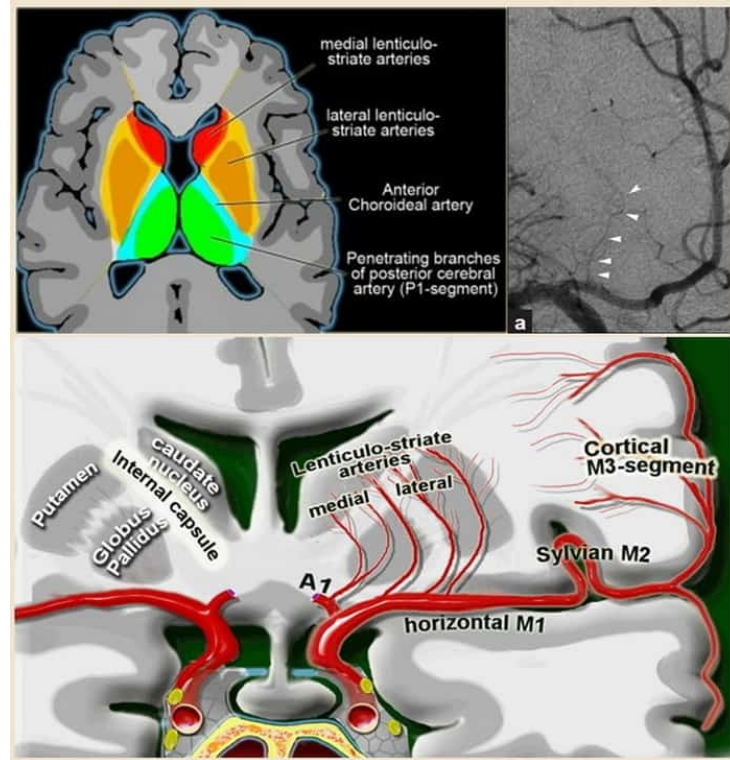 medial lenticulo-
striate arteries
lateral lenticulo-
striate arteries
Anterior
Choroideal artery
Penetrating branches
of posterior cerebral
artery (P1-segment)
a
Putamen
Globus
Pallidus
Internal capsule
caudate
nucleus
Lenticulo-striate
arteries
medial
lateral
A1
horizontal M1
Sylvian M2
Cortical
M3-segment